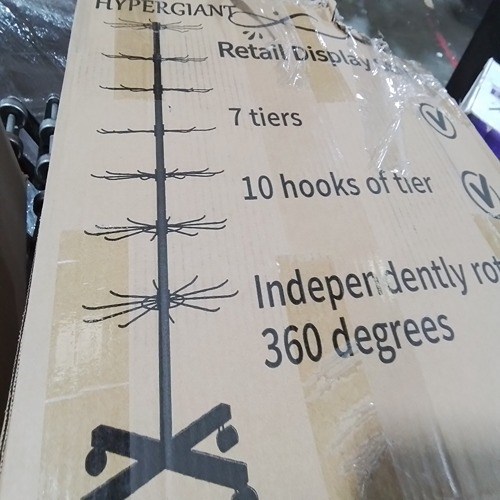 HYPERGIANT
Retail Display
7 tiers
10 hooks of tier
Independently rot
360 degrees